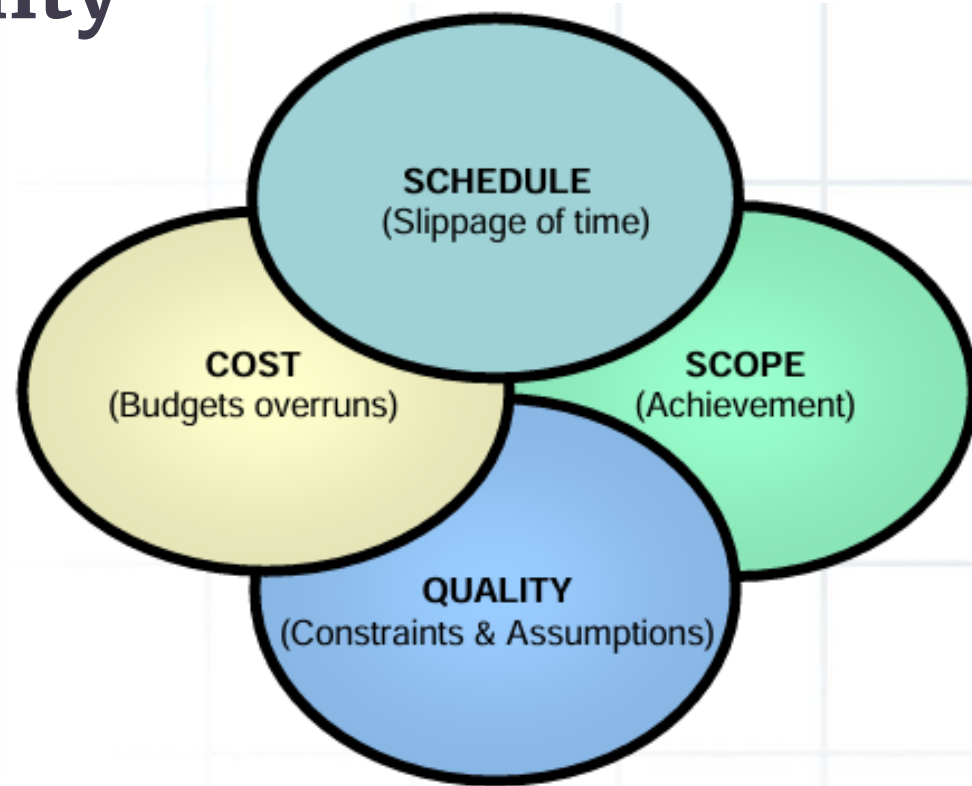 SCHEDULE
(Slippage of time)
COST
(Budgets overruns)
SCOPE
(Achievement)
QUALITY
(Constraints & Assumptions)